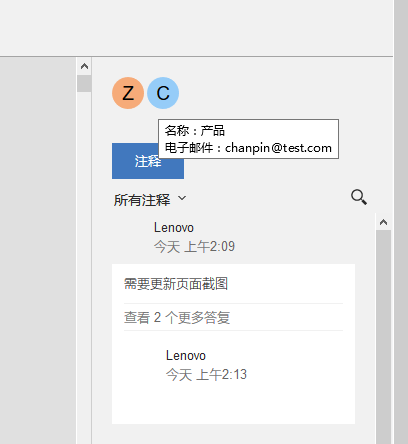 Z C
名称：产品
电子邮件：chanpin@test.com
注释
所有注释
Lenovo
今天 上午2:09
需要更新页面截图
查看 2 个更多答复
Lenovo
今天 上午2:13